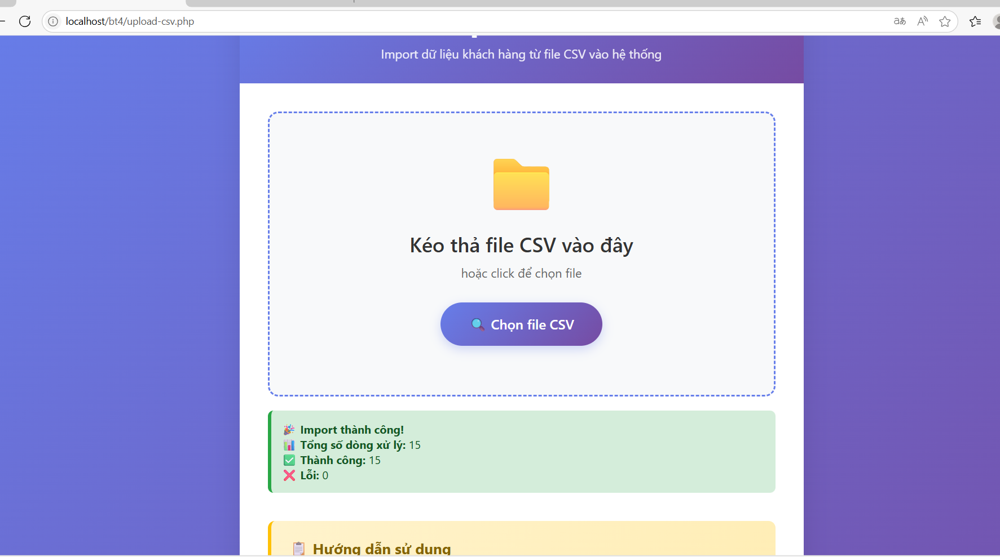 localhost/bt4/upload-csv.php
Import dữ liệu khách hàng từ file CSV vào hệ thống
Kéo thả file CSV vào đây
hoặc click để chọn file
Chọn file CSV
Import thành công!
Tổng số dòng xử lý: 15
Thành công: 15
Lỗi: 0
Hướng dẫn sử dụng